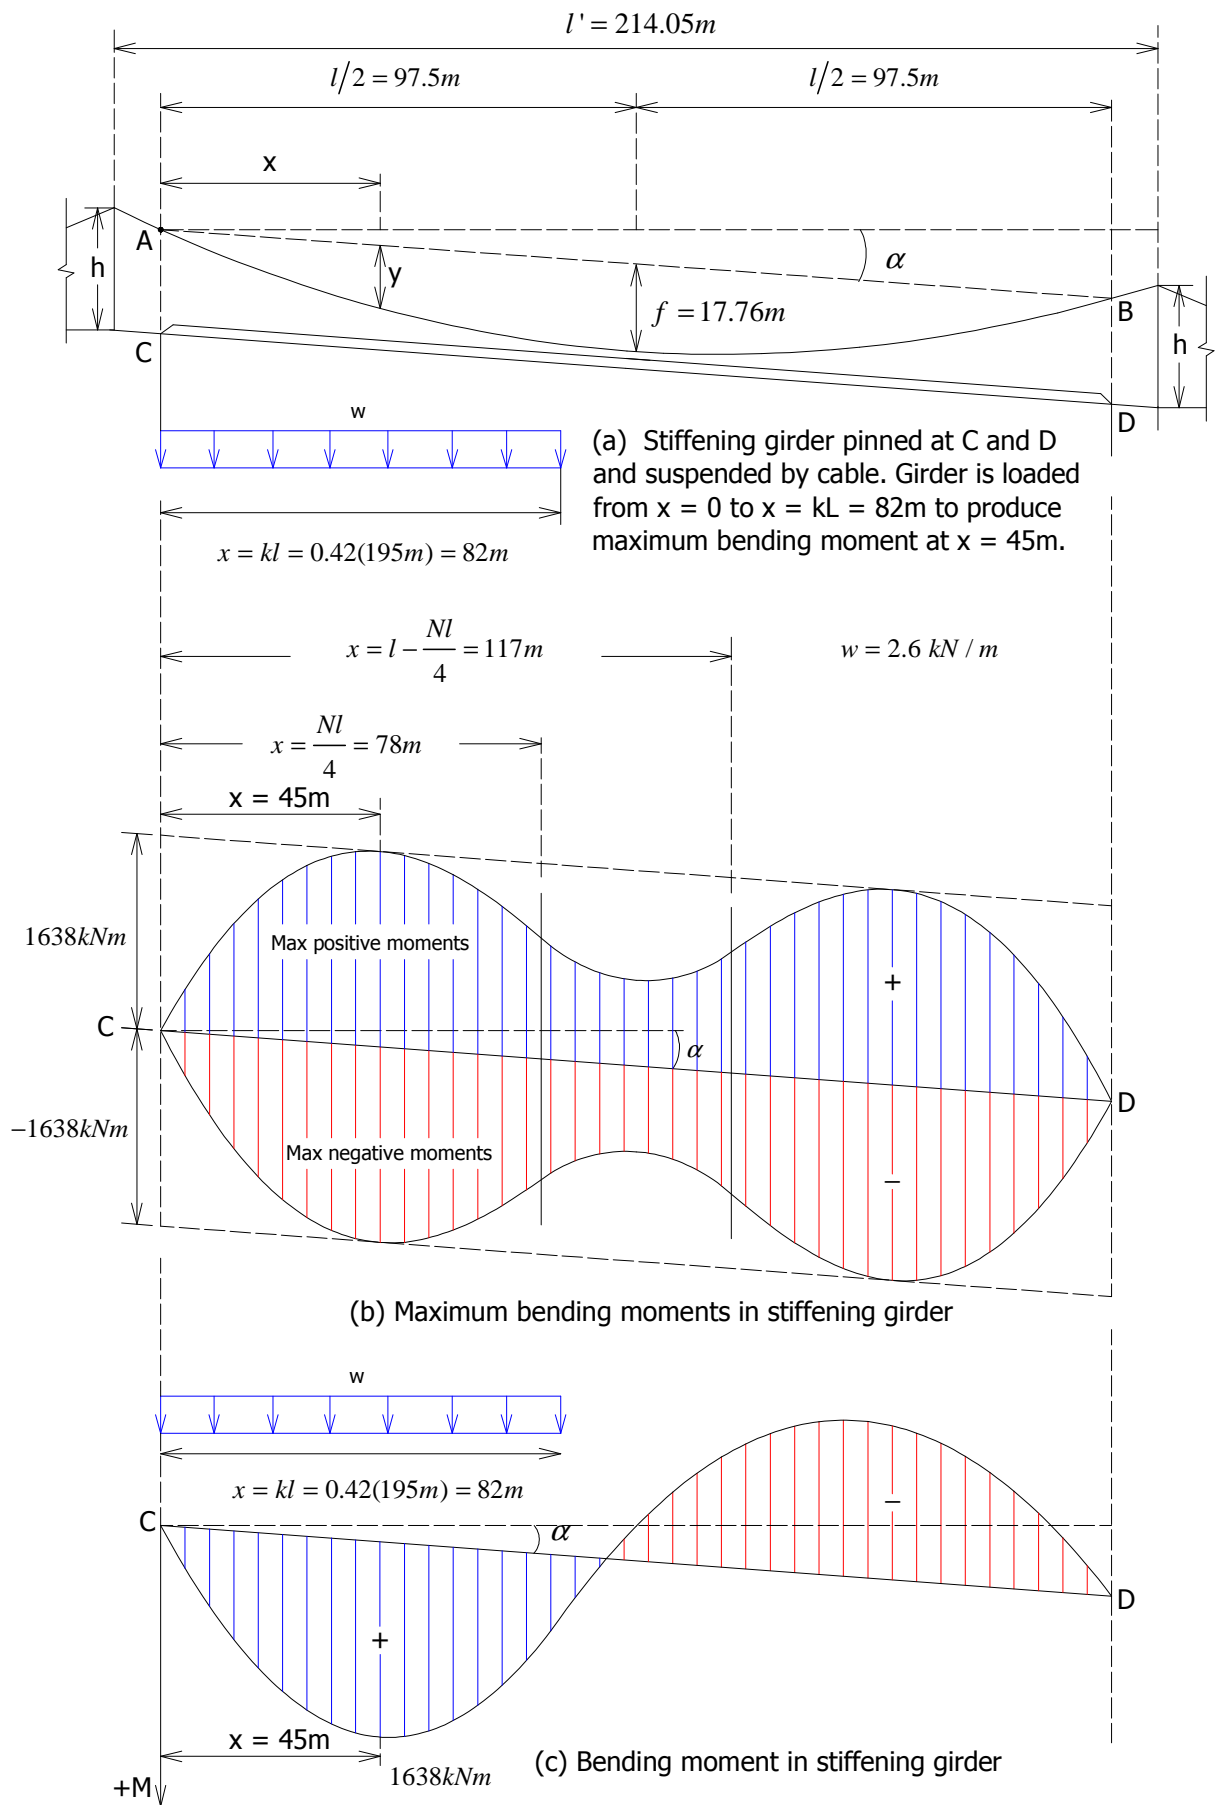 l' = 214.05m
l/2 = 97.5m
l/2 = 97.5m
x
A
h
y
α
f = 17.76m
B
h
C
D
w
(a) Stiffening girder pinned at C and D
and suspended by cable. Girder is loaded
from x = 0 to x = kL = 82m to produce
maximum bending moment at x = 45m.
x = kl = 0.42(195m) = 82m
x = l − Nl/4 = 117m
w = 2.6 kN / m
x = Nl/4 = 78m
x = 45m
1638kNm
Max positive moments
+
C
α
D
−1638kNm
Max negative moments
−
(b) Maximum bending moments in stiffening girder
w
x = kl = 0.42(195m) = 82m
−
C
α
D
+
x = 45m
1638kNm
(c) Bending moment in stiffening girder
+M